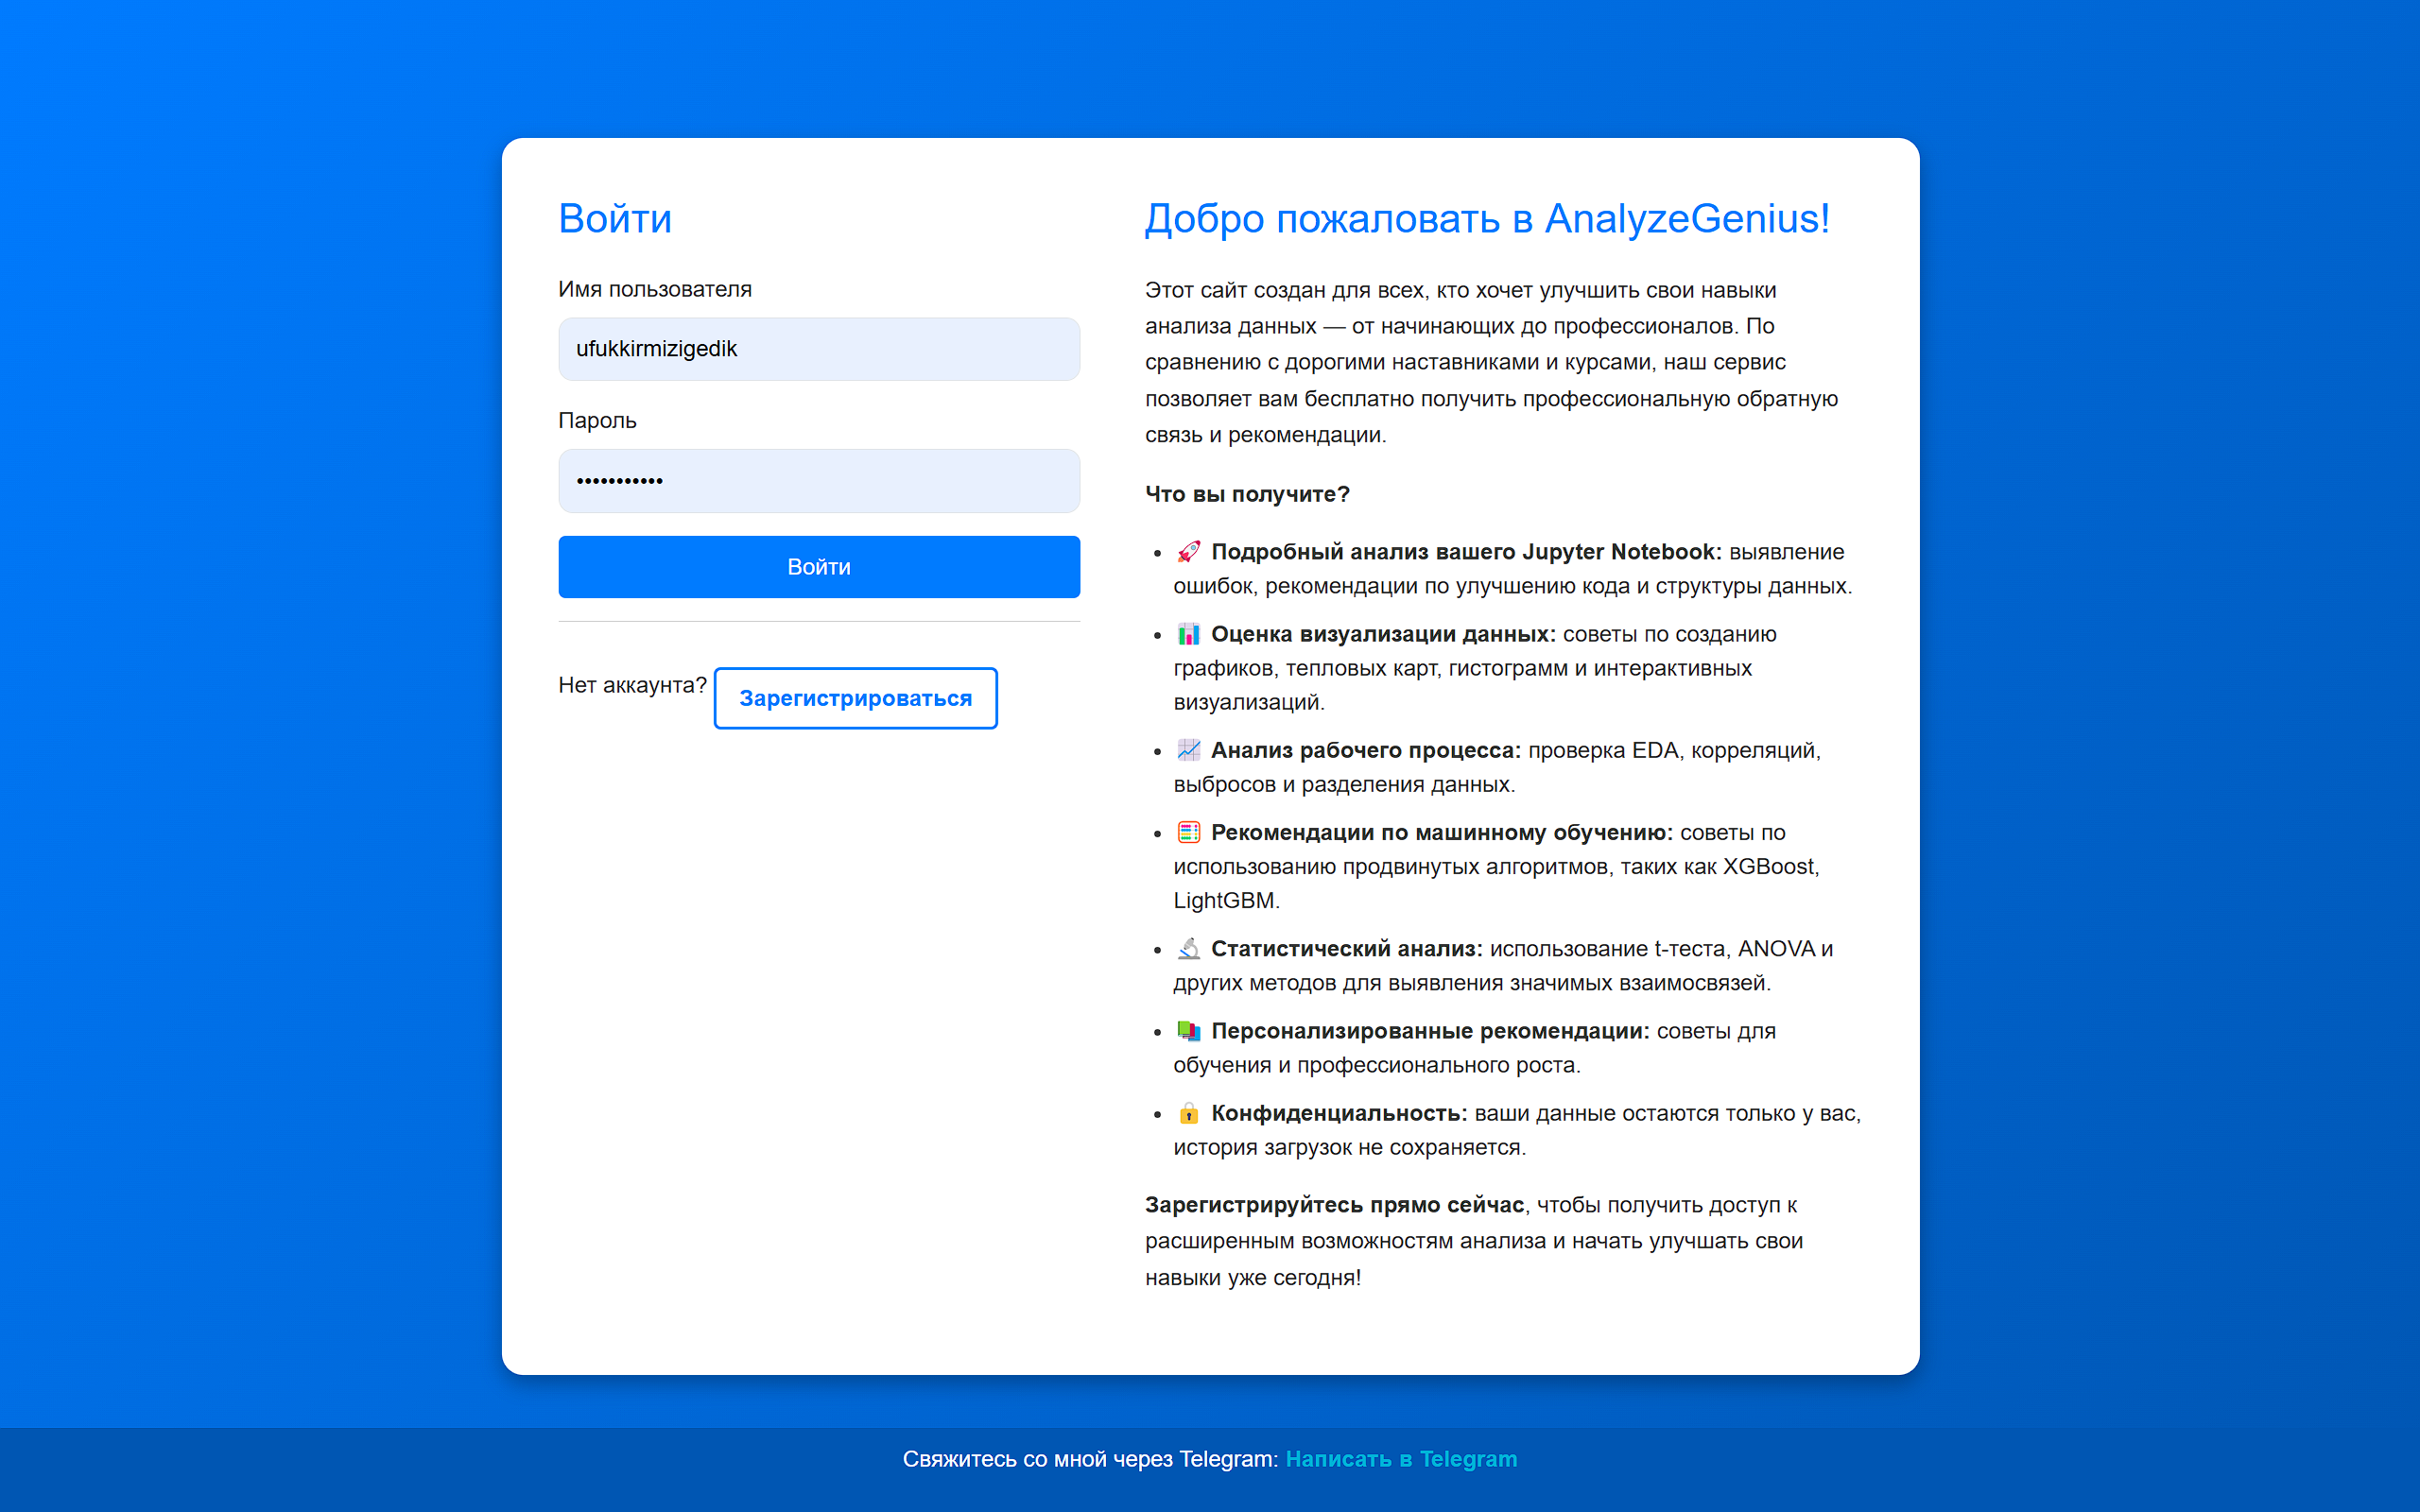 Войти
Имя пользователя
ufukkirmizigedik
Пароль
•••••••••••
Войти
Нет аккаунта? Зарегистрироваться
Добро пожаловать в AnalyzeGenius!
Этот сайт создан для всех, кто хочет улучшить свои навыки
анализа данных — от начинающих до профессионалов. По
сравнению с дорогими наставниками и курсами, наш сервис
позволяет вам бесплатно получить профессиональную обратную
связь и рекомендации.
Что вы получите?
• 🚀 Подробный анализ вашего Jupyter Notebook: выявление
ошибок, рекомендации по улучшению кода и структуры данных.
• 📊 Оценка визуализации данных: советы по созданию
графиков, тепловых карт, гистограмм и интерактивных
визуализаций.
• 📈 Анализ рабочего процесса: проверка EDA, корреляций,
выбросов и разделения данных.
• 🧮 Рекомендации по машинному обучению: советы по
использованию продвинутых алгоритмов, таких как XGBoost,
LightGBM.
• 🔬 Статистический анализ: использование t-теста, ANOVA и
других методов для выявления значимых взаимосвязей.
• 📚 Персонализированные рекомендации: советы для
обучения и профессионального роста.
• 🔒 Конфиденциальность: ваши данные остаются только у вас,
история загрузок не сохраняется.
Зарегистрируйтесь прямо сейчас, чтобы получить доступ к
расширенным возможностям анализа и начать улучшать свои
навыки уже сегодня!
Свяжитесь со мной через Telegram: Написать в Telegram